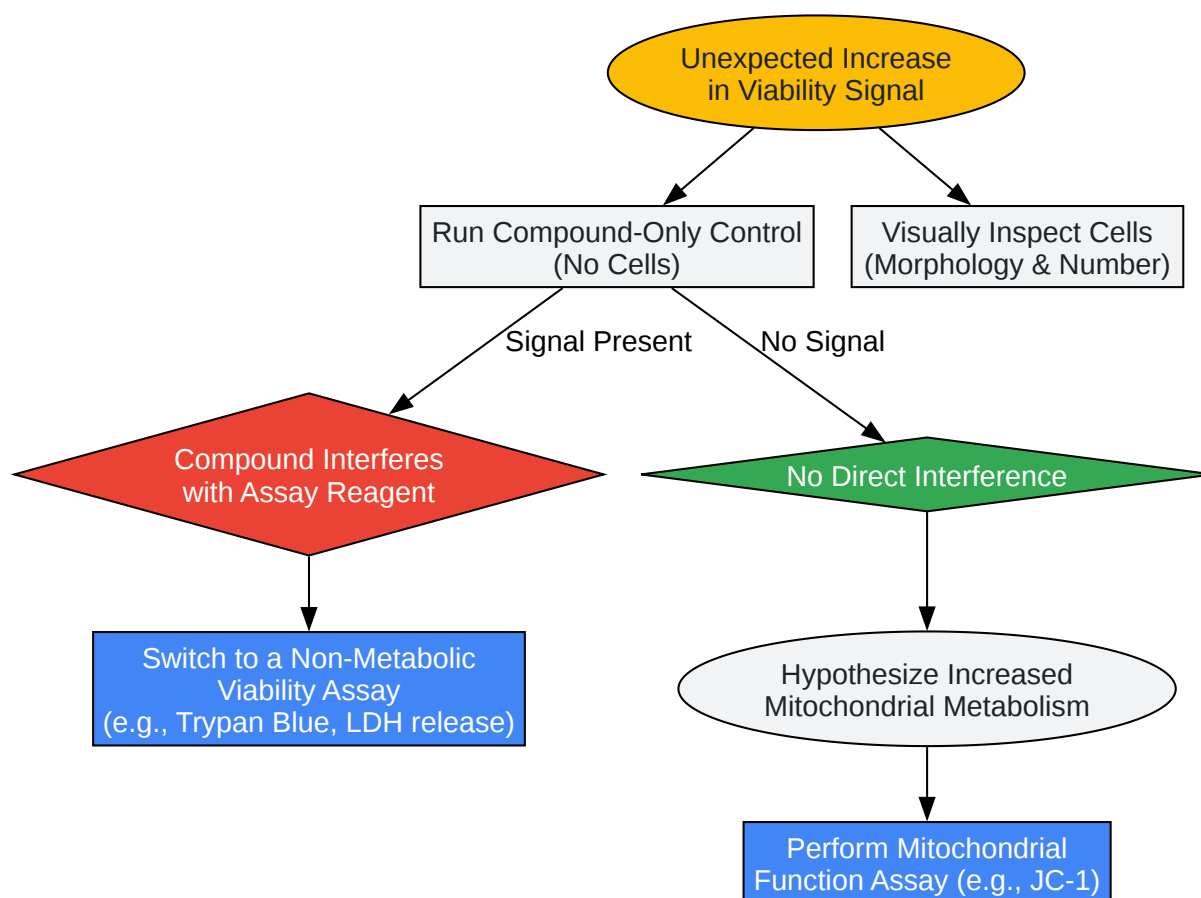 Unexpected Increase
in Viability Signal
Run Compound-Only Control
(No Cells)
Visually Inspect Cells
(Morphology & Number)
Signal Present
No Signal
Compound Interferes
with Assay Reagent
No Direct Interference
Switch to a Non-Metabolic
Viability Assay
(e.g., Trypan Blue, LDH release)
Hypothesize Increased
Mitochondrial Metabolism
Perform Mitochondrial
Function Assay (e.g., JC-1)